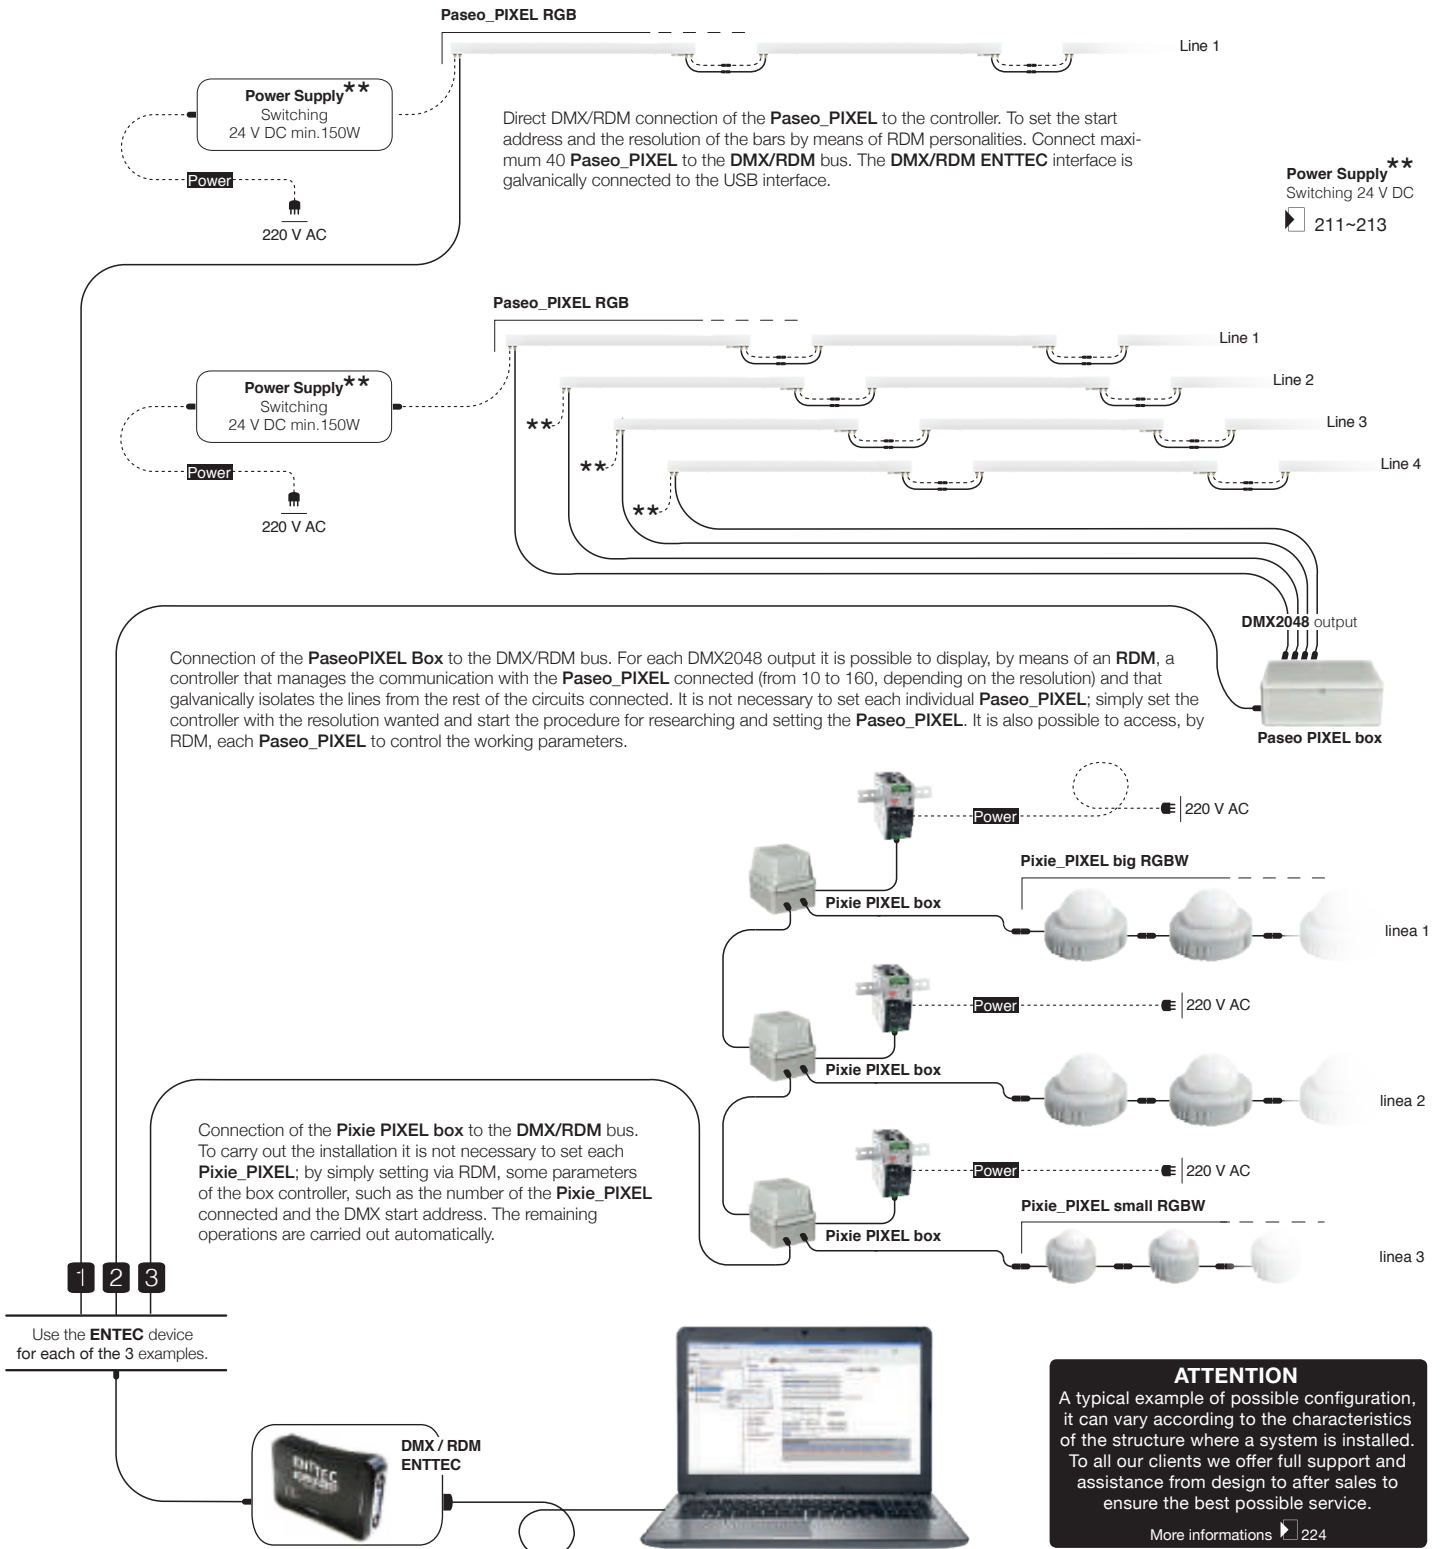 Paseo_PIXEL RGB
Line 1
Power Supply**
Switching
24 V DC min.150W
Power
220 V AC
Direct DMX/RDM connection of the Paseo_PIXEL to the controller. To set the start
address and the resolution of the bars by means of RDM personalities. Connect maxi-
mum 40 Paseo_PIXEL to the DMX/RDM bus. The DMX/RDM ENTTEC interface is
galvanically connected to the USB interface.
Power Supply**
Switching 24 V DC
211~213
Paseo_PIXEL RGB
Line 1
Line 2
Line 3
Line 4
Power Supply**
Switching
24 V DC min.150W
**
**
**
Power
220 V AC
DMX2048 output
Connection of the PaseoPIXEL Box to the DMX/RDM bus. For each DMX2048 output it is possible to display, by means of an RDM, a
controller that manages the communication with the Paseo_PIXEL connected (from 10 to 160, depending on the resolution) and that
galvanically isolates the lines from the rest of the circuits connected. It is not necessary to set each individual Paseo_PIXEL; simply set the
controller with the resolution wanted and start the procedure for researching and setting the Paseo_PIXEL. It is also possible to access, by
RDM, each Paseo_PIXEL to control the working parameters.
Paseo PIXEL box
Power
220 V AC
Pixie_PIXEL big RGBW
Pixie PIXEL box
linea 1
Power
220 V AC
Pixie PIXEL box
linea 2
Connection of the Pixie PIXEL box to the DMX/RDM bus.
To carry out the installation it is not necessary to set each
Pixie_PIXEL; by simply setting via RDM, some parameters
of the box controller, such as the number of the Pixie_PIXEL
connected and the DMX start address. The remaining
operations are carried out automatically.
Power
220 V AC
Pixie_PIXEL small RGBW
Pixie PIXEL box
linea 3
1 2 3
Use the ENTEC device
for each of the 3 examples.
DMX / RDM
ENTTEC
ENTTEC
ATTENTION
A typical example of possible configuration,
it can vary according to the characteristics
of the structure where a system is installed.
To all our clients we offer full support and
assistance from design to after sales to
ensure the best possible service.
More informations 224